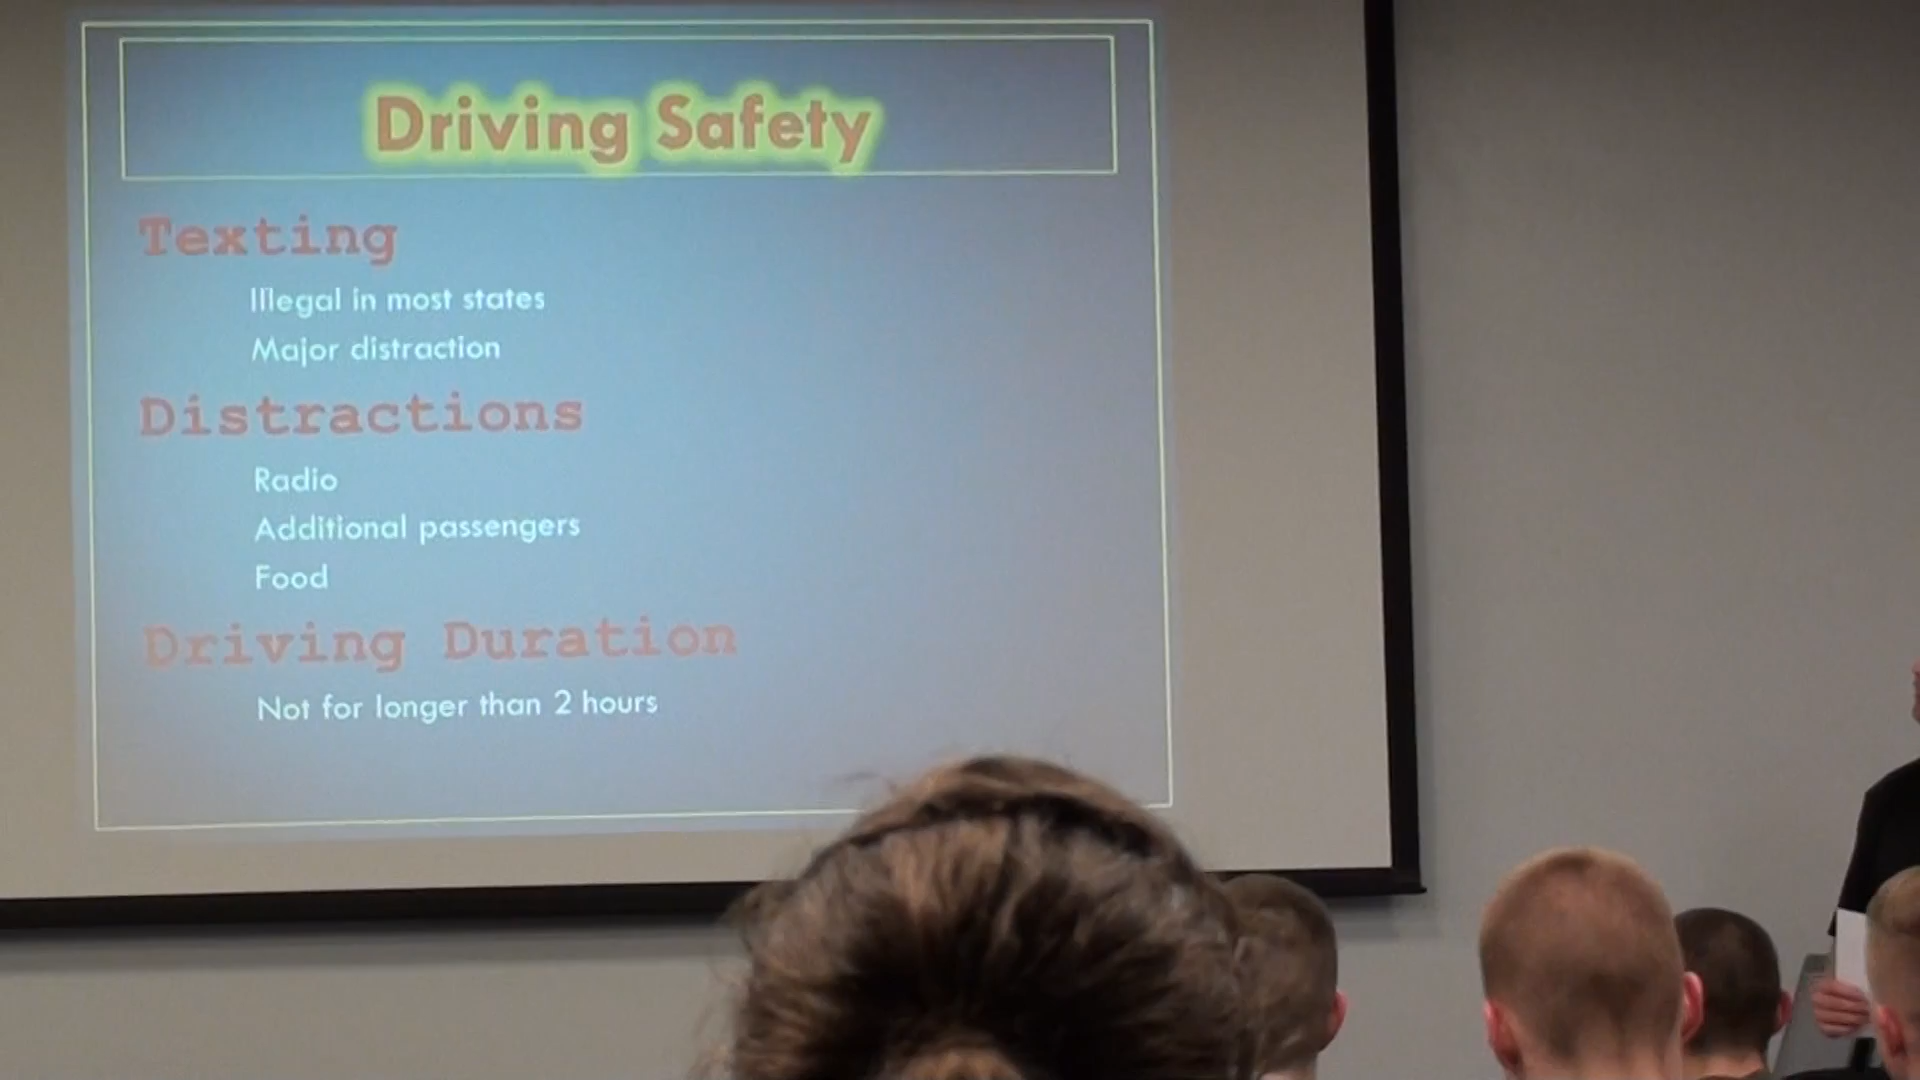 Driving Safety
Texting
Illegal in most states
Major distraction
Distractions
Radio
Additional passengers
Food
Driving Duration
Not for longer than 2 hours